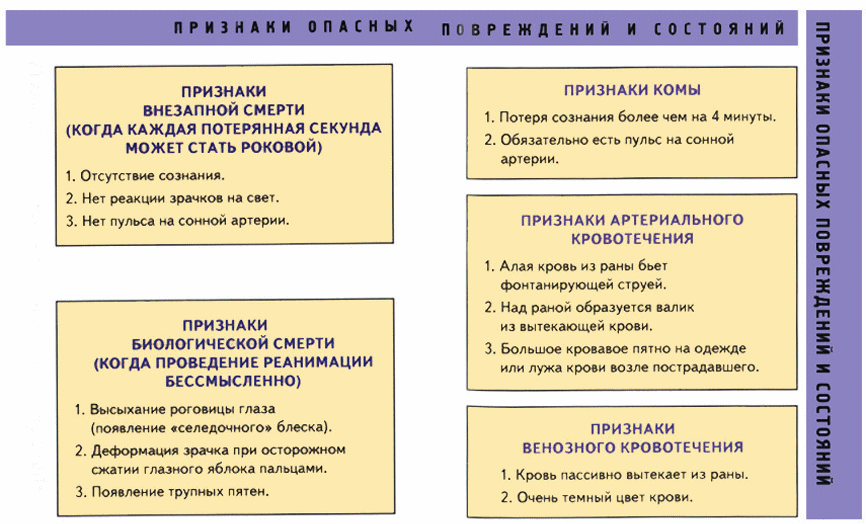 ПРИЗНАКИ ОПАСНЫХ ПОВРЕЖДЕНИЙ И СОСТОЯНИЙ
ПРИЗНАКИ
ВНЕЗАПНОЙ СМЕРТИ
(КОГДА КАЖДАЯ ПОТЕРЯННАЯ СЕКУНДА
МОЖЕТ СТАТЬ РОКОВОЙ)
1. Отсутствие сознания.
2. Нет реакции зрачков на свет.
3. Нет пульса на сонной артерии.
ПРИЗНАКИ
БИОЛОГИЧЕСКОЙ СМЕРТИ
(КОГДА ПРОВЕДЕНИЕ РЕАНИМАЦИИ
БЕССМЫСЛЕННО)
1. Высыхание роговицы глаза
(появление «селедочного» блеска).
2. Деформация зрачка при осторожном
сжатии глазного яблока пальцами.
3. Появление трупных пятен.
ПРИЗНАКИ КОМЫ
1. Потеря сознания более чем на 4 минуты.
2. Обязательно есть пульс на сонной
артерии.
ПРИЗНАКИ АРТЕРИАЛЬНОГО
КРОВОТЕЧЕНИЯ
1. Алая кровь из раны бьет
фонтанирующей струей.
2. Над раной образуется валик
из вытекающей крови.
3. Большое кровавое пятно на одежде
или лужа крови возле пострадавшего.
ПРИЗНАКИ
ВЕНОЗНОГО КРОВОТЕЧЕНИЯ
1. Кровь пассивно вытекает из раны.
2. Очень темный цвет крови.
ПРИЗНАКИ ОПАСНЫХ ПОВРЕЖДЕНИЙ И СОСТОЯНИЙ